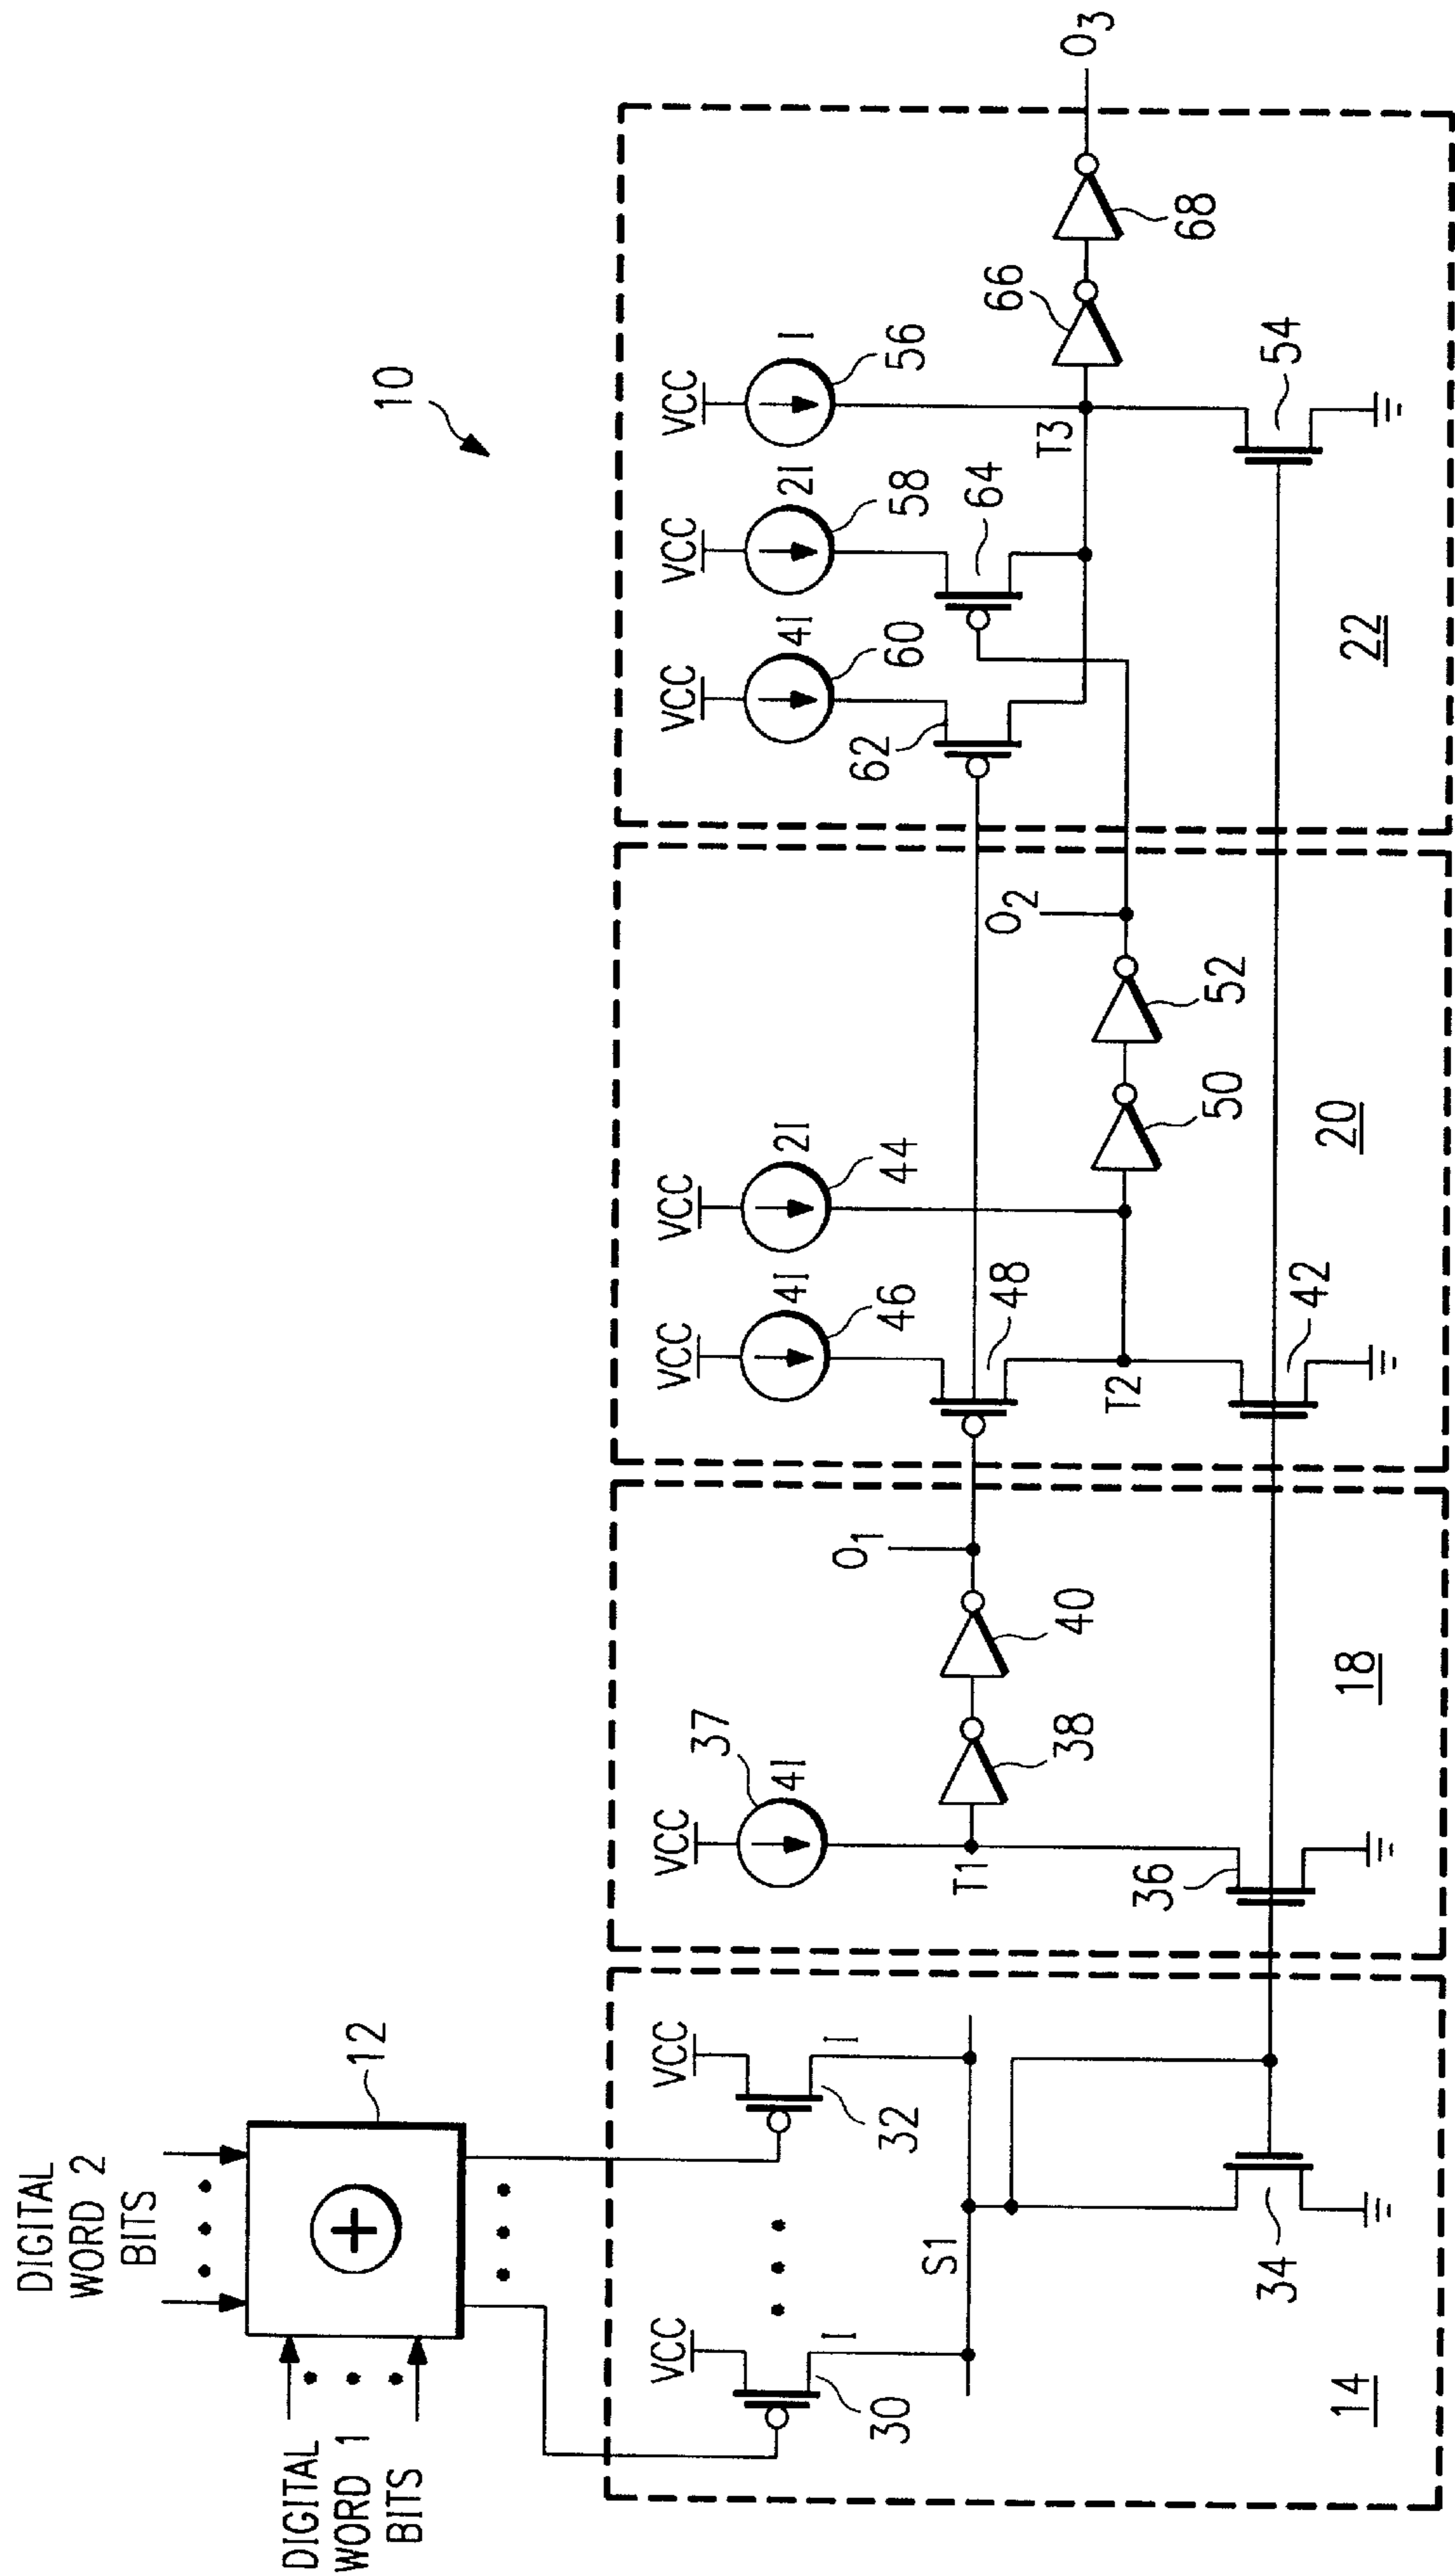 10
DIGITAL
WORD 2
BITS
DIGITAL
WORD 1
BITS
12
VCC
VCC
I
I
30
32
S1
34
14
VCC
37
4I
T1
38
40
O1
36
18
VCC
VCC
4I
2I
46
44
48
T2
50
52
O2
42
20
VCC
VCC
VCC
4I
2I
I
60
58
56
62
64
66
T3
68
O3
54
22